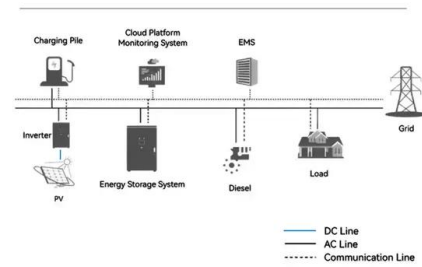 Charging Pile
Cloud Platform
Monitoring System
EMS
Grid
Inverter
PV
Energy Storage System
Diesel
Load
DC Line
AC Line
Communication Line